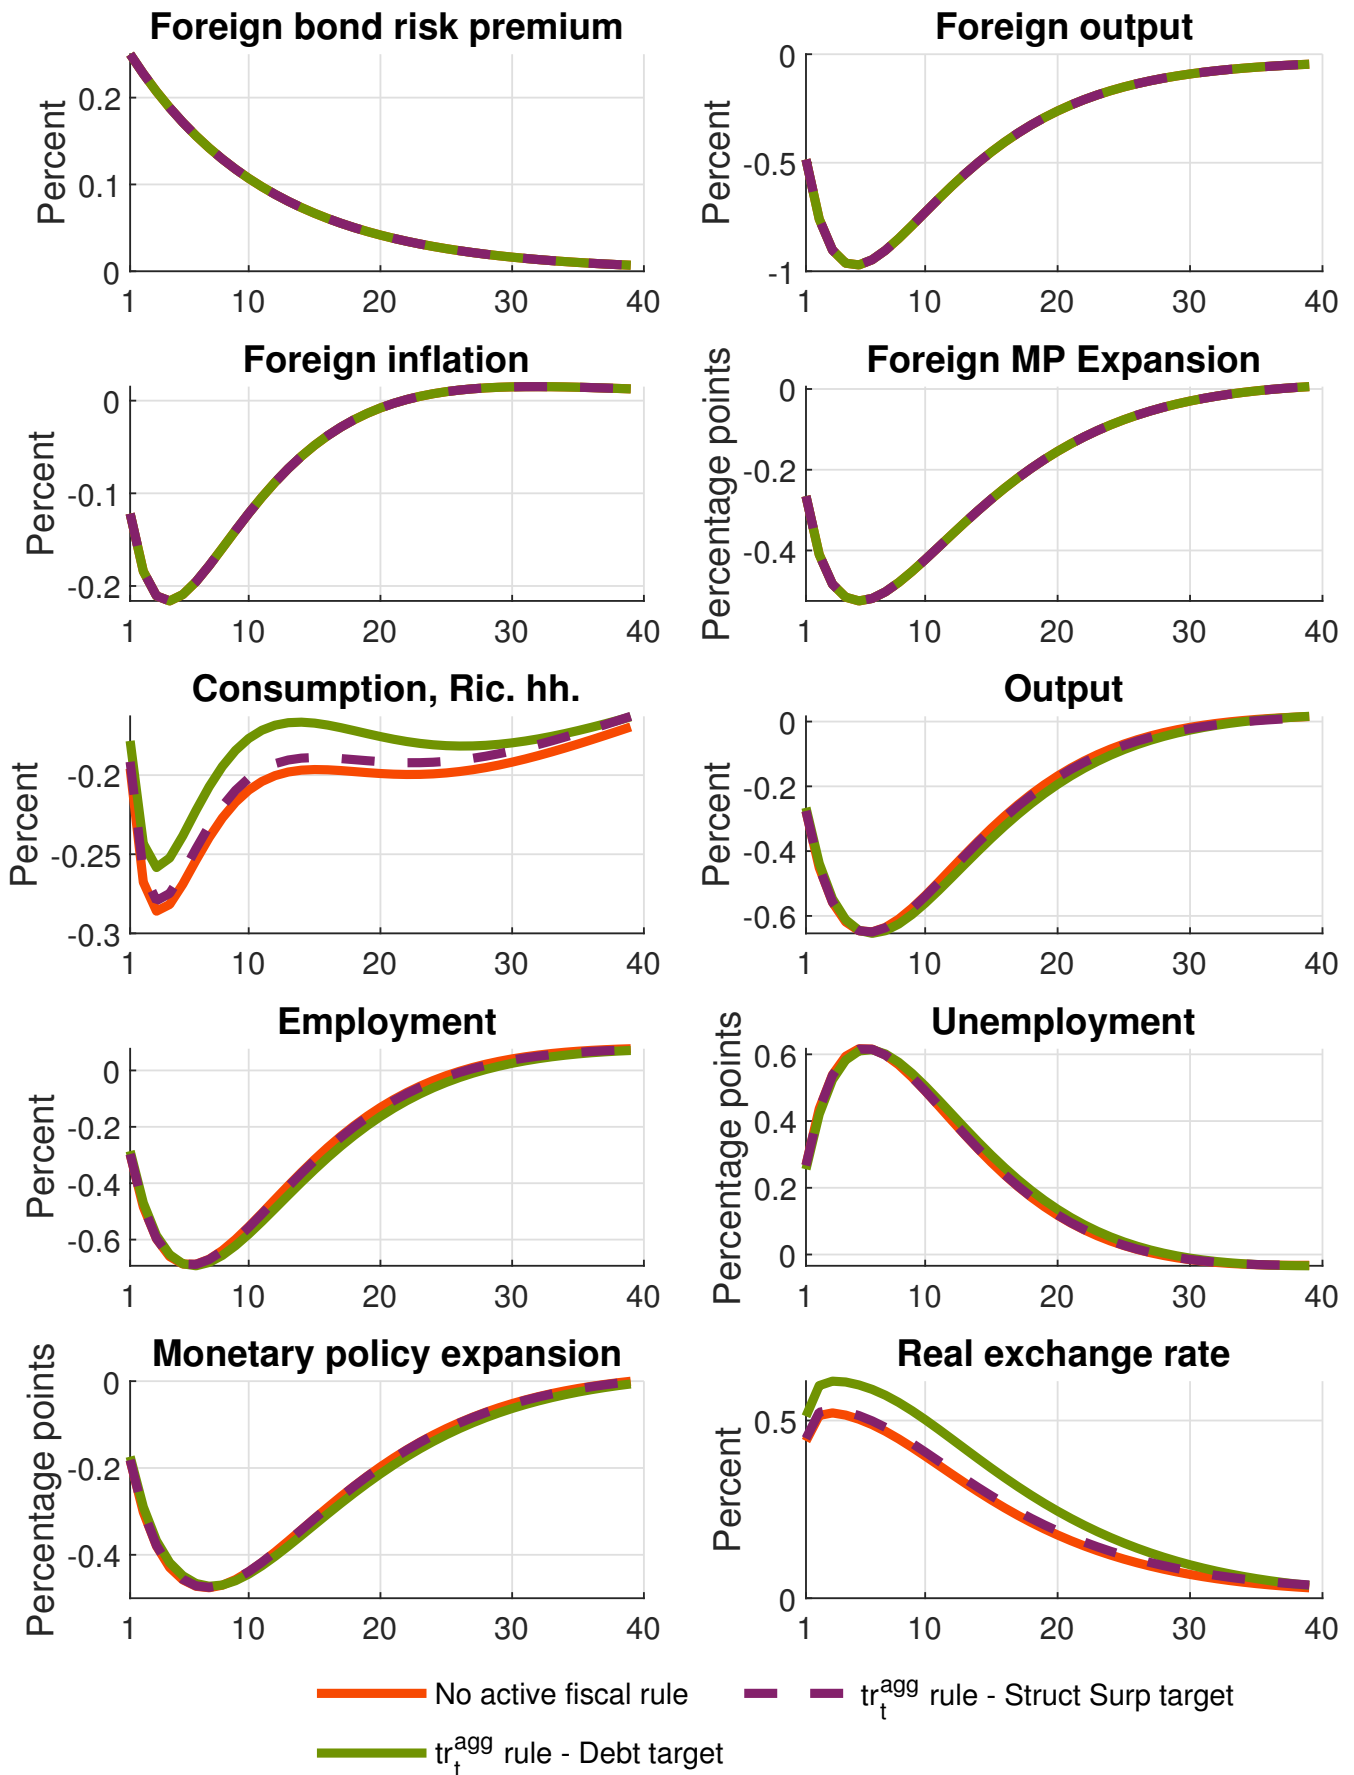 Foreign bond risk premium
Percent
0.2
0.1
0
1 10 20 30 40
Foreign output
Percent
0
-0.5
-1
1 10 20 30 40
Foreign inflation
Percent
0
-0.1
-0.2
1 10 20 30 40
Foreign MP Expansion
Percentage points
0
-0.2
-0.4
1 10 20 30 40
Consumption, Ric. hh.
Percent
-0.2
-0.25
-0.3
1 10 20 30 40
Output
Percent
0
-0.2
-0.4
-0.6
1 10 20 30 40
Employment
Percent
0
-0.2
-0.4
-0.6
1 10 20 30 40
Unemployment
Percentage points
0.6
0.4
0.2
0
1 10 20 30 40
Monetary policy expansion
Percentage points
0
-0.2
-0.4
1 10 20 30 40
Real exchange rate
Percent
0.5
0
1 10 20 30 40
No active fiscal rule
tr_t^agg rule - Struct Surp target
tr_t^agg rule - Debt target